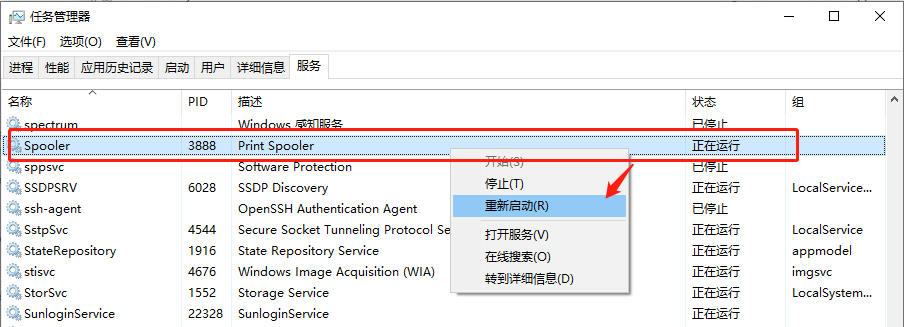 任务管理器
文件(F) 选项(O) 查看(V)
进程 性能 应用历史记录 启动 用户 详细信息 服务
名称 PID 描述 状态 组
spectrum Windows 感知服务 已停止
Spooler 3888 Print Spooler 正在运行
sppsvc Software Protection 已停止
SSDPSRV 6028 SSDP Discovery 正在运行 LocalService...
ssh-agent OpenSSH Authentication Agent 已停止
SstpSvc 4544 Secure Socket Tunneling Protocol Se 正在运行 LocalService
StateRepository 1916 State Repository Service 正在运行 appmodel
stisvc 4676 Windows Image Acquisition (WIA) 正在运行 imgsvc
StorSvc 1552 Storage Service 正在运行 LocalSystem...
SunloginService 22328 SunloginService 正在运行
开始(S)
停止(T)
重新启动(R)
打开服务(V)
在线搜索(O)
转到详细信息(D)